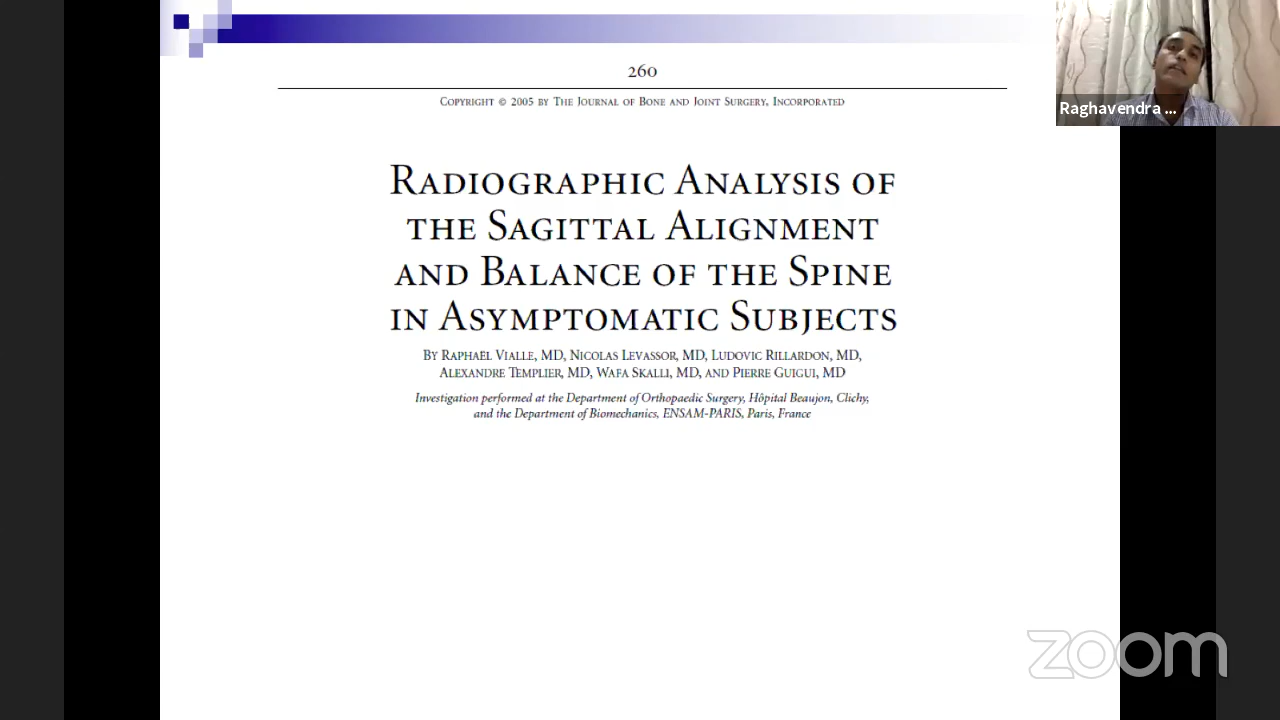 260
COPYRIGHT © 2005 BY THE JOURNAL OF BONE AND JOINT SURGERY, INCORPORATED
Raghavendra ...
RADIOGRAPHIC ANALYSIS OF
THE SAGITTAL ALIGNMENT
AND BALANCE OF THE SPINE
IN ASYMPTOMATIC SUBJECTS
BY RAPHAËL VIALLE, MD, NICOLAS LEVASSOR, MD, LUDOVIC RILLARDON, MD,
ALEXANDRE TEMPLIER, MD, WAFA SKALLI, MD, AND PIERRE GUIGUI, MD
Investigation performed at the Department of Orthopaedic Surgery, Hôpital Beaujon, Clichy,
and the Department of Biomechanics, ENSAM-PARIS, Paris, France
zoom